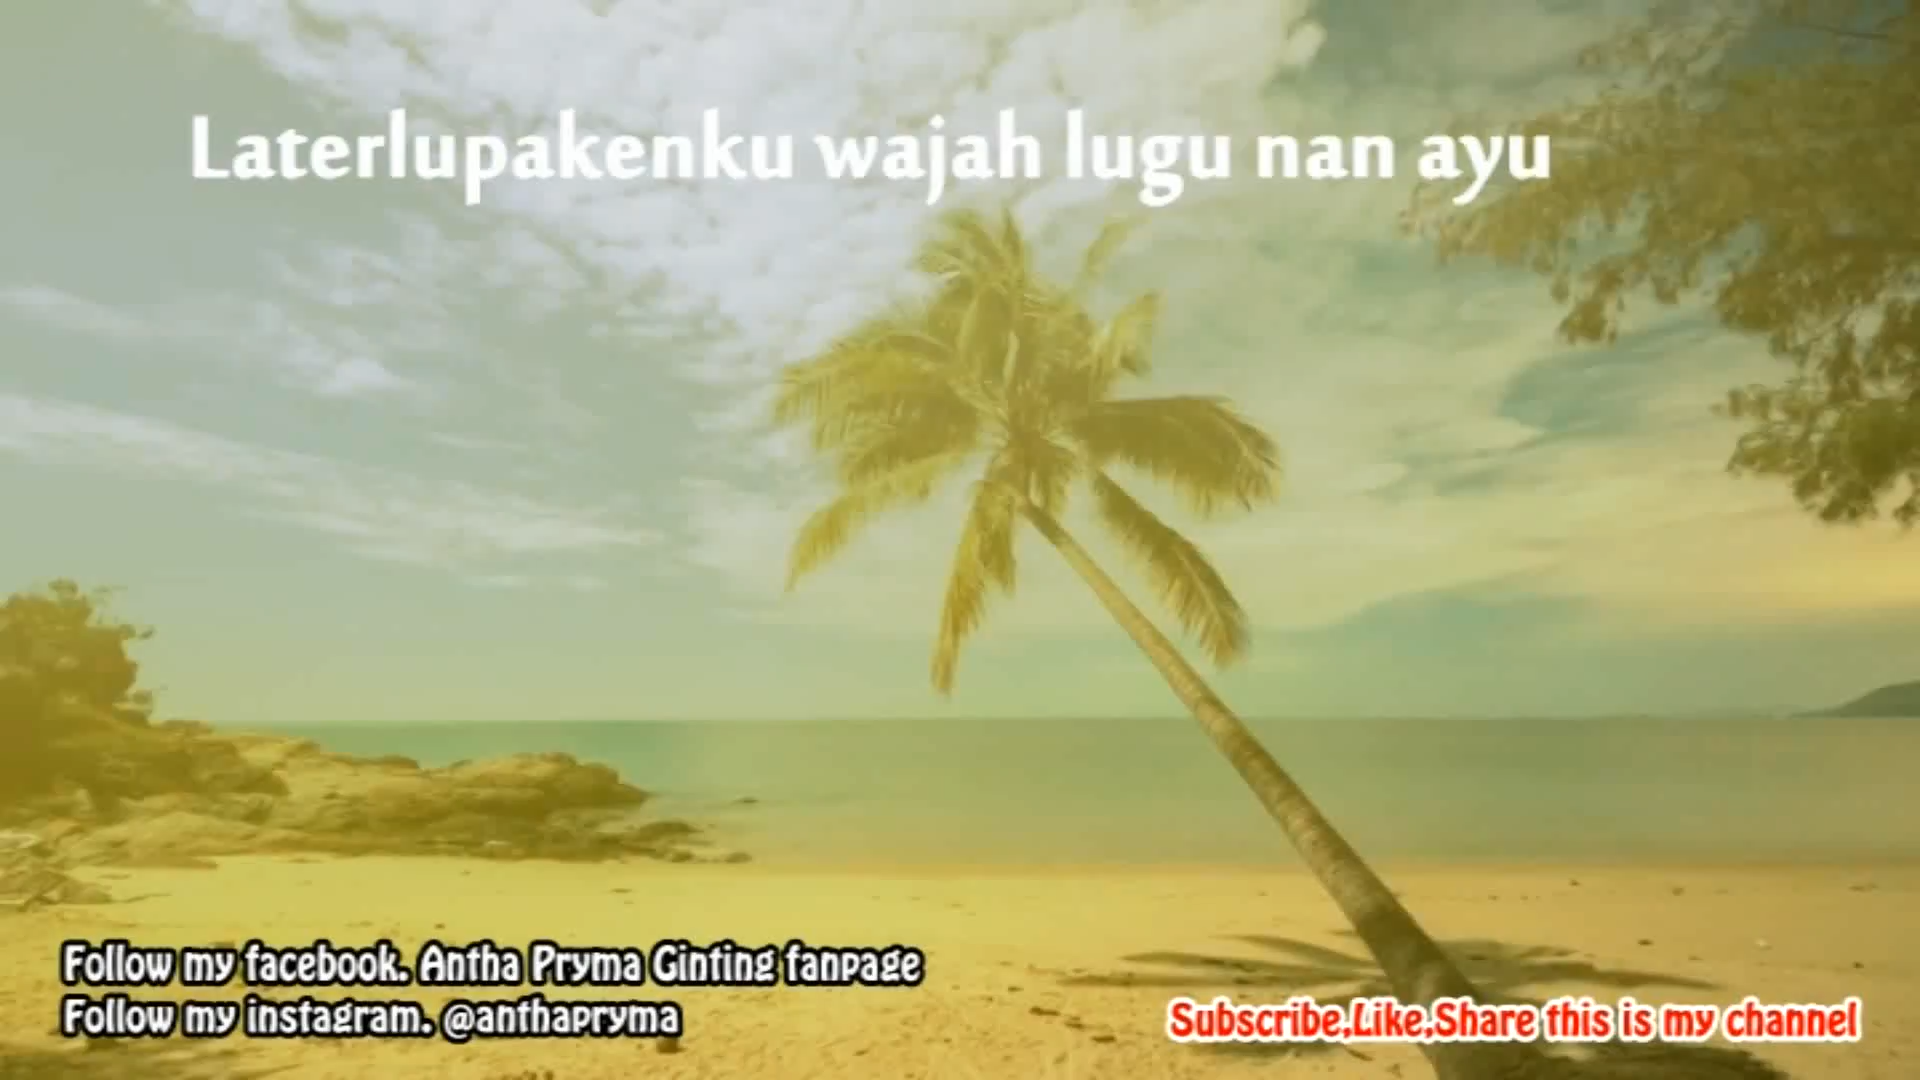 Laterlupakenku wajah lugu nan ayu
Follow my facebook. Antha Pryma Ginting fanpage
Follow my instagram. @anthapryma
Subscribe,Like,Share this is my channel